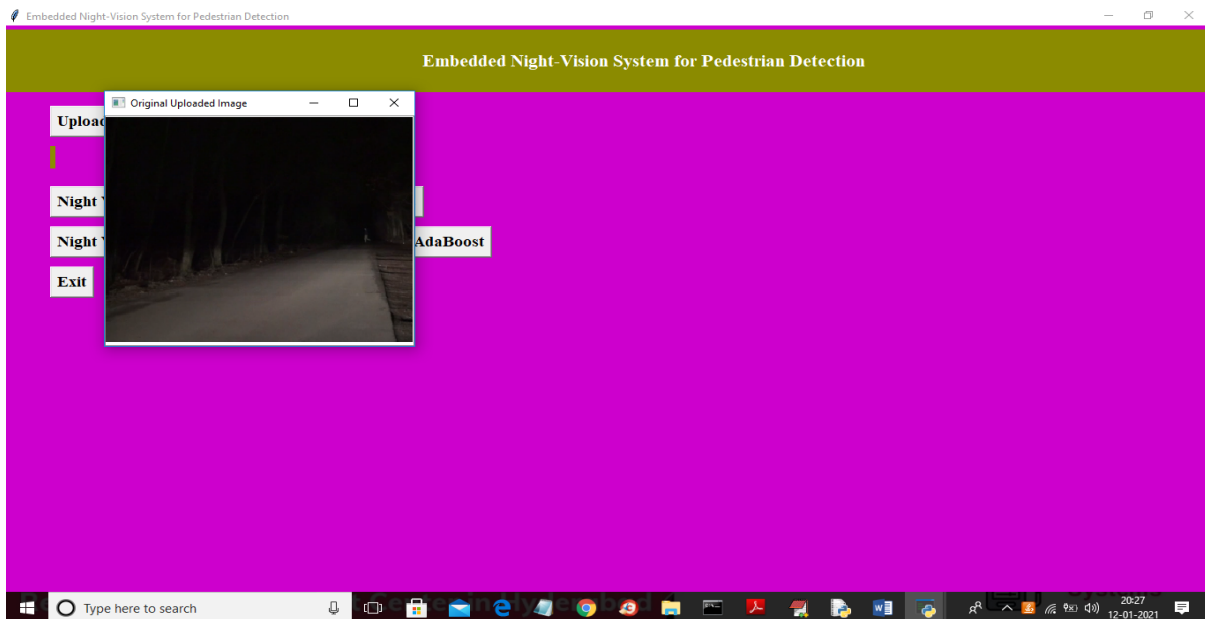 Embedded Night-Vision System for Pedestrian Detection
Embedded Night-Vision System for Pedestrian Detection
Original Uploaded Image
Upload
Night
Night
AdaBoost
Exit
Type here to search
20:27
12-01-2021